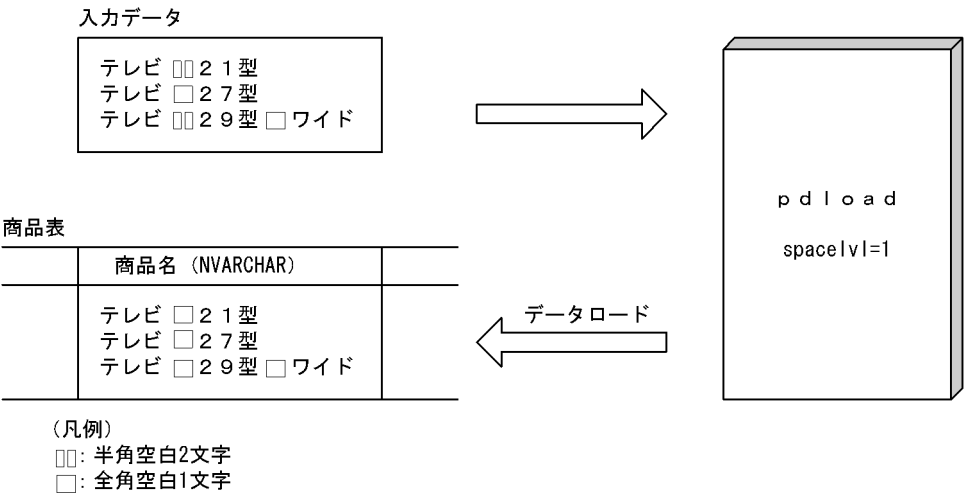 入力データ
テレビ ▯▯２１型
テレビ □２７型
テレビ ▯▯２９型 □ ワイド
ｐｄｌｏａｄ
spacelvl=1
商品表
商品名 (NVARCHAR)
テレビ □２１型
テレビ □２７型
テレビ □２９型 □ ワイド
データロード
(凡例)
▯▯: 半角空白2文字
□: 全角空白1文字